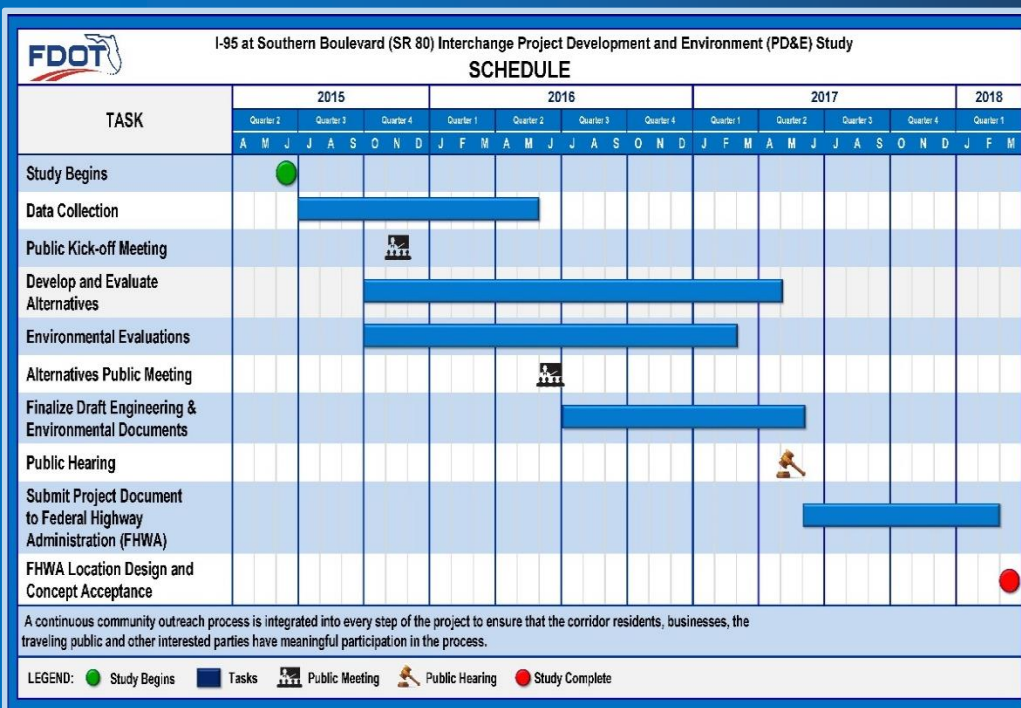 FDOT
I-95 at Southern Boulevard (SR 80) Interchange Project Development and Environment (PD&E) Study
SCHEDULE
TASK
2015 2016 2017 2018
Quarter 2 Quarter 3 Quarter 4 Quarter 1 Quarter 2 Quarter 3 Quarter 4 Quarter 1 Quarter 2 Quarter 3 Quarter 4 Quarter 1
A M J J A S O N D J F M A M J J A S O N D J F M A M J J A S O N D J F M
Study Begins
Data Collection
Public Kick-off Meeting
Develop and Evaluate
Alternatives
Environmental Evaluations
Alternatives Public Meeting
Finalize Draft Engineering &
Environmental Documents
Public Hearing
Submit Project Document
to Federal Highway
Administration (FHWA)
FHWA Location Design and
Concept Acceptance
A continuous community outreach process is integrated into every step of the project to ensure that the corridor residents, businesses, the
traveling public and other interested parties have meaningful participation in the process.
LEGEND: Study Begins Tasks Public Meeting Public Hearing Study Complete